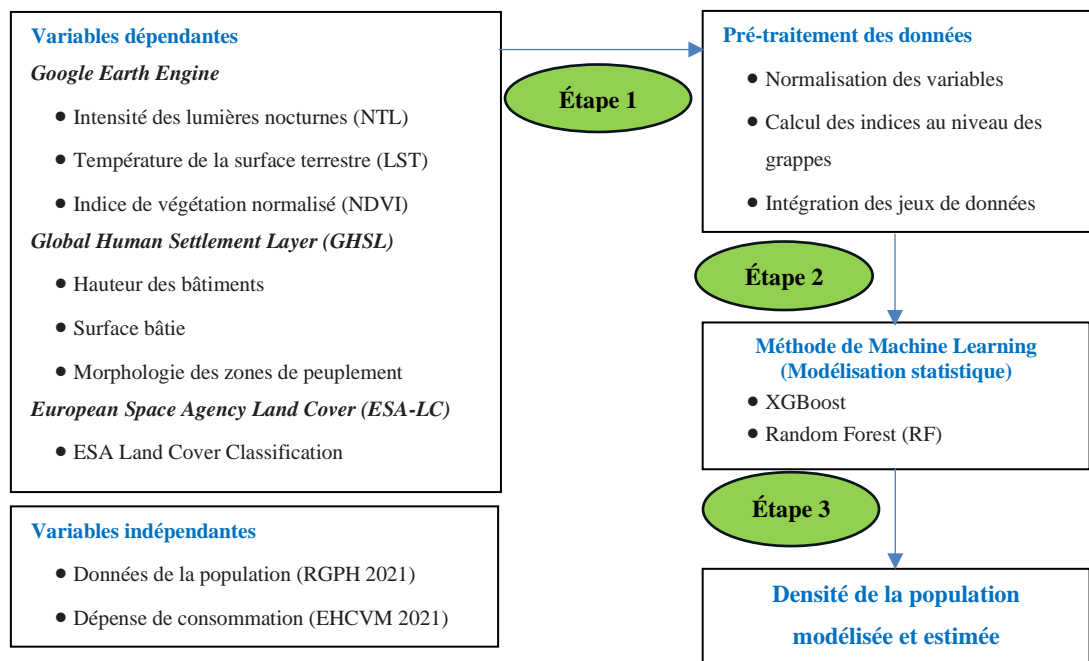 Variables dépendantes
Google Earth Engine
• Intensité des lumières nocturnes (NTL)
• Température de la surface terrestre (LST)
• Indice de végétation normalisé (NDVI)
Global Human Settlement Layer (GHSL)
• Hauteur des bâtiments
• Surface bâtie
• Morphologie des zones de peuplement
European Space Agency Land Cover (ESA-LC)
• ESA Land Cover Classification
Variables indépendantes
• Données de la population (RGPH 2021)
• Dépense de consommation (EHCVM 2021)
Étape 1
Pré-traitement des données
• Normalisation des variables
• Calcul des indices au niveau des
grappes
• Intégration des jeux de données
Étape 2
Méthode de Machine Learning
(Modélisation statistique)
• XGBoost
• Random Forest (RF)
Étape 3
Densité de la population
modélisée et estimée